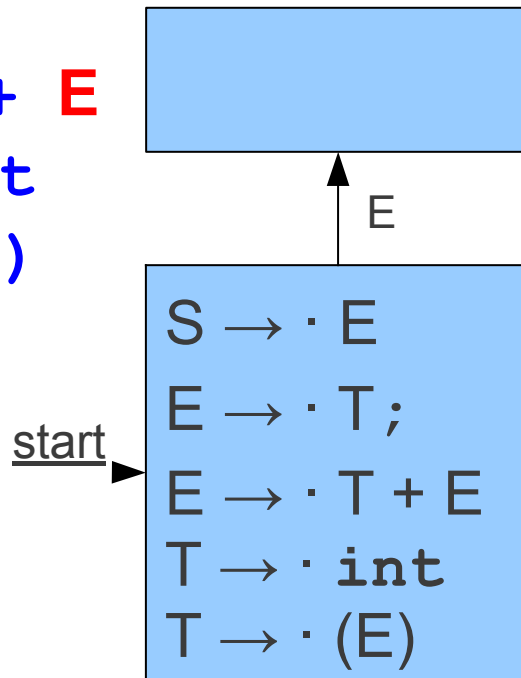 + E
t
)
E
S → · E
E → · T ;
start
E → · T + E
T → · int
T → · (E)